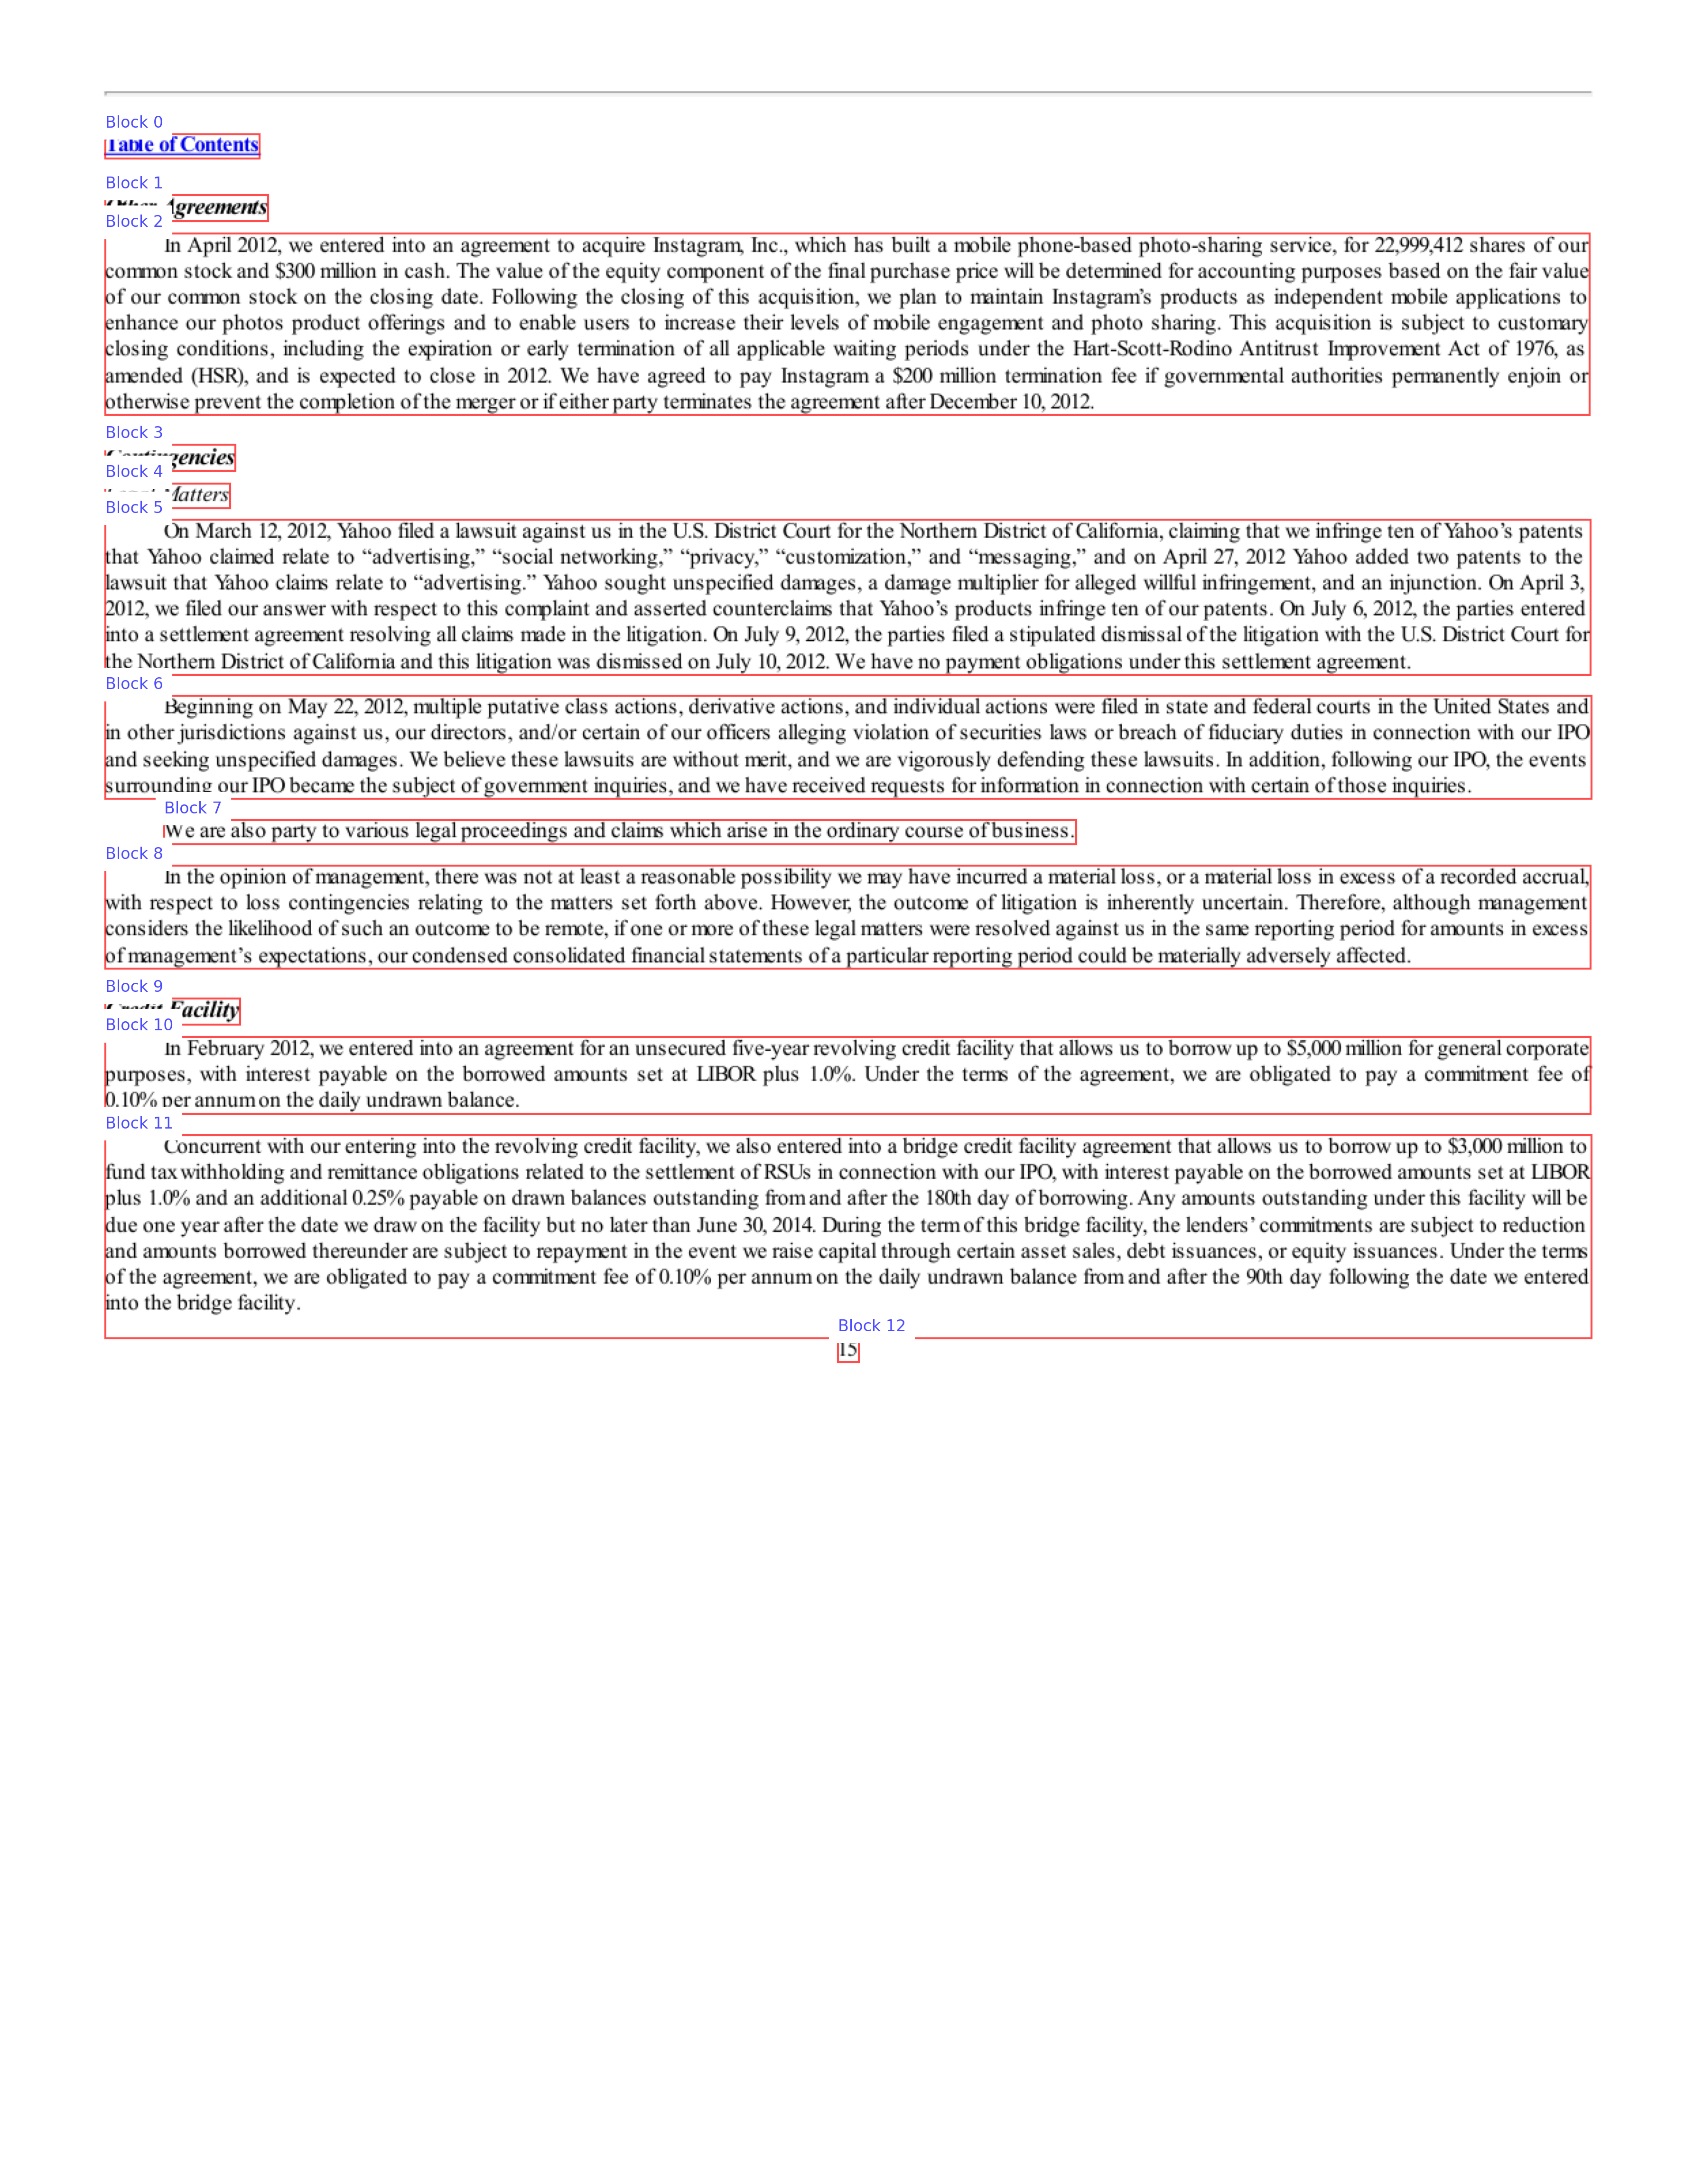 Block 0
Table of Contents
Block 1
Agreements
Block 2
In April 2012, we entered into an agreement to acquire Instagram, Inc., which has built a mobile phone-based photo-sharing service, for 22,999,412 shares of our
common stock and $300 million in cash. The value of the equity component of the final purchase price will be determined for accounting purposes based on the fair value
of our common stock on the closing date. Following the closing of this acquisition, we plan to maintain Instagram’s products as independent mobile applications to
enhance our photos product offerings and to enable users to increase their levels of mobile engagement and photo sharing. This acquisition is subject to customary
closing conditions, including the expiration or early termination of all applicable waiting periods under the Hart-Scott-Rodino Antitrust Improvement Act of 1976, as
amended (HSR), and is expected to close in 2012. We have agreed to pay Instagram a $200 million termination fee if governmental authorities permanently enjoin or
otherwise prevent the completion of the merger or if either party terminates the agreement after December 10, 2012.
Block 3
Contingencies
Block 4
Matters
Block 5
On March 12, 2012, Yahoo filed a lawsuit against us in the U.S. District Court for the Northern District of California, claiming that we infringe ten of Yahoo’s patents
that Yahoo claimed relate to “advertising,” “social networking,” “privacy,” “customization,” and “messaging,” and on April 27, 2012 Yahoo added two patents to the
lawsuit that Yahoo claims relate to “advertising.” Yahoo sought unspecified damages, a damage multiplier for alleged willful infringement, and an injunction. On April 3,
2012, we filed our answer with respect to this complaint and asserted counterclaims that Yahoo’s products infringe ten of our patents. On July 6, 2012, the parties entered
into a settlement agreement resolving all claims made in the litigation. On July 9, 2012, the parties filed a stipulated dismissal of the litigation with the U.S. District Court for
the Northern District of California and this litigation was dismissed on July 10, 2012. We have no payment obligations under this settlement agreement.
Block 6
Beginning on May 22, 2012, multiple putative class actions, derivative actions, and individual actions were filed in state and federal courts in the United States and
in other jurisdictions against us, our directors, and/or certain of our officers alleging violation of securities laws or breach of fiduciary duties in connection with our IPO
and seeking unspecified damages. We believe these lawsuits are without merit, and we are vigorously defending these lawsuits. In addition, following our IPO, the events
surrounding our IPO became the subject of government inquiries, and we have received requests for information in connection with certain of those inquiries.
Block 7
We are also party to various legal proceedings and claims which arise in the ordinary course of business.
Block 8
In the opinion of management, there was not at least a reasonable possibility we may have incurred a material loss, or a material loss in excess of a recorded accrual,
with respect to loss contingencies relating to the matters set forth above. However, the outcome of litigation is inherently uncertain. Therefore, although management
considers the likelihood of such an outcome to be remote, if one or more of these legal matters were resolved against us in the same reporting period for amounts in excess
of management’s expectations, our condensed consolidated financial statements of a particular reporting period could be materially adversely affected.
Block 9
Facility
Block 10
In February 2012, we entered into an agreement for an unsecured five-year revolving credit facility that allows us to borrow up to $5,000 million for general corporate
purposes, with interest payable on the borrowed amounts set at LIBOR plus 1.0%. Under the terms of the agreement, we are obligated to pay a commitment fee of
0.10% per annum on the daily undrawn balance.
Block 11
Concurrent with our entering into the revolving credit facility, we also entered into a bridge credit facility agreement that allows us to borrow up to $3,000 million to
fund tax withholding and remittance obligations related to the settlement of RSUs in connection with our IPO, with interest payable on the borrowed amounts set at LIBOR
plus 1.0% and an additional 0.25% payable on drawn balances outstanding from and after the 180th day of borrowing. Any amounts outstanding under this facility will be
due one year after the date we draw on the facility but no later than June 30, 2014. During the term of this bridge facility, the lenders’ commitments are subject to reduction
and amounts borrowed thereunder are subject to repayment in the event we raise capital through certain asset sales, debt issuances, or equity issuances. Under the terms
of the agreement, we are obligated to pay a commitment fee of 0.10% per annum on the daily undrawn balance from and after the 90th day following the date we entered
into the bridge facility.
Block 12
15